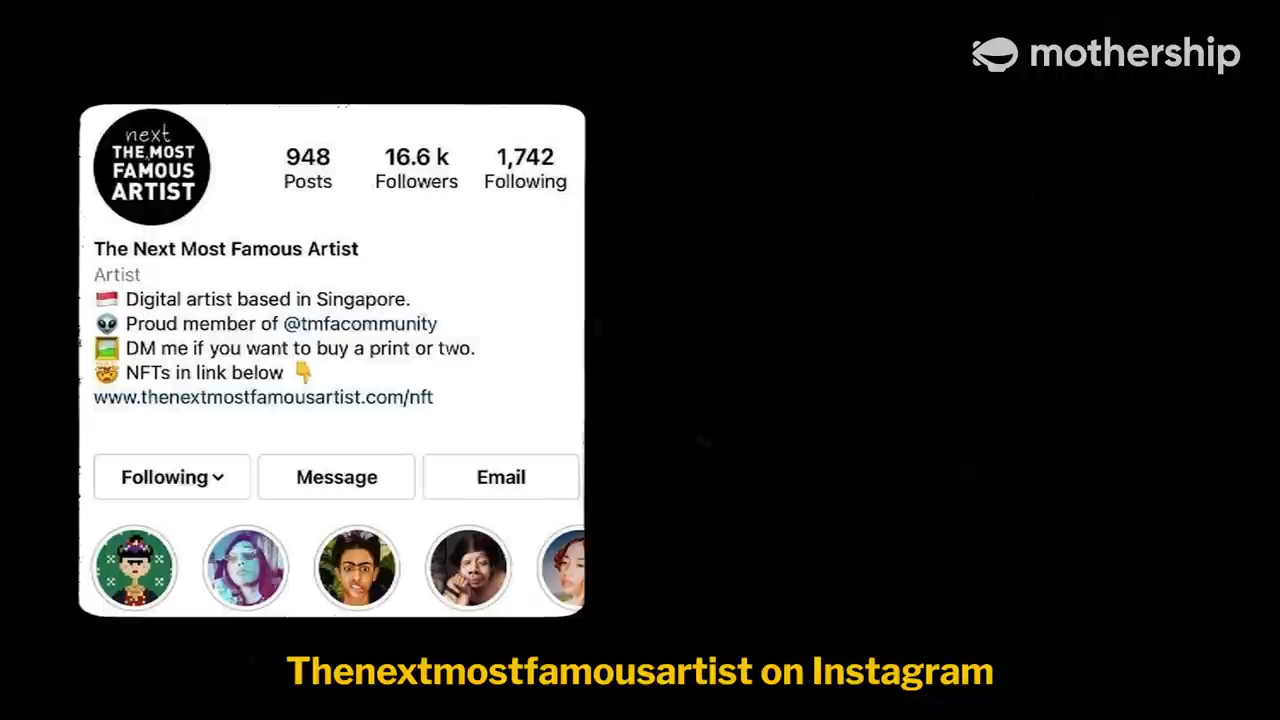 mothership
next
THE MOST
FAMOUS
ARTIST
948 16.6 k 1,742
Posts Followers Following
The Next Most Famous Artist
Artist
🇸🇬 Digital artist based in Singapore.
👽 Proud member of @tmfacommunity
🖼️ DM me if you want to buy a print or two.
🤯 NFTs in link below 👇
www.thenextmostfamousartist.com/nft
Following Message Email
Thenextmostfamousartist on Instagram